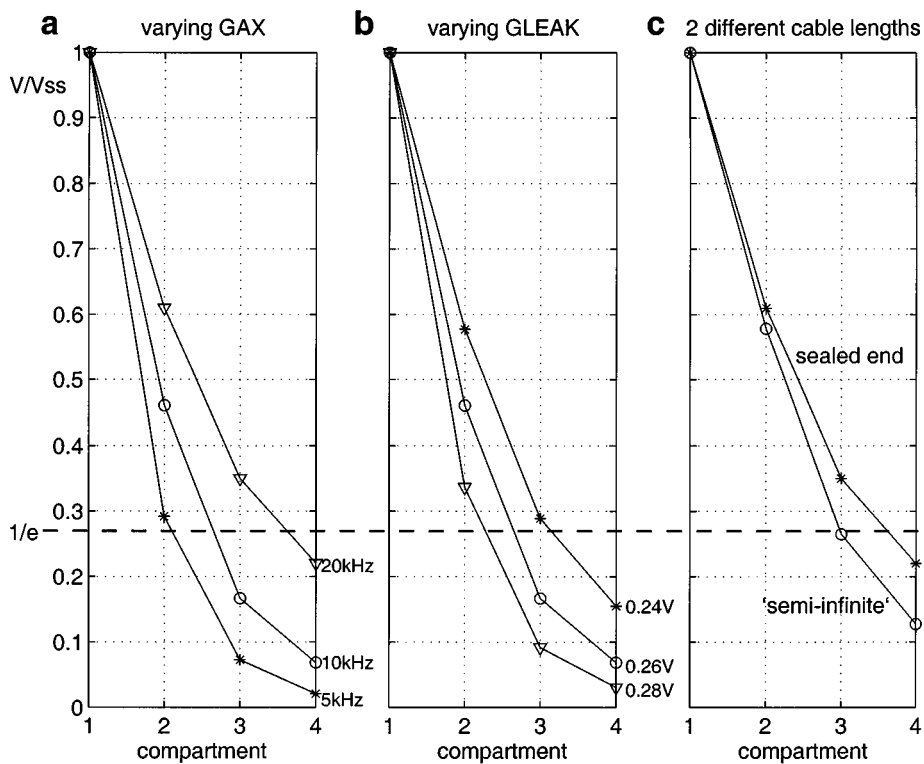 a varying GAX
b varying GLEAK
c 2 different cable lengths
V/Vss
1
0.9
0.8
0.7
0.6
0.5
0.4
0.3
1/e
0.2
0.1
0
20kHz
10kHz
5kHz
1 2 3 4
compartment
0.24V
0.26V
0.28V
1 2 3 4
compartment
sealed end
'semi-infinite'
1 2 3 4
compartment